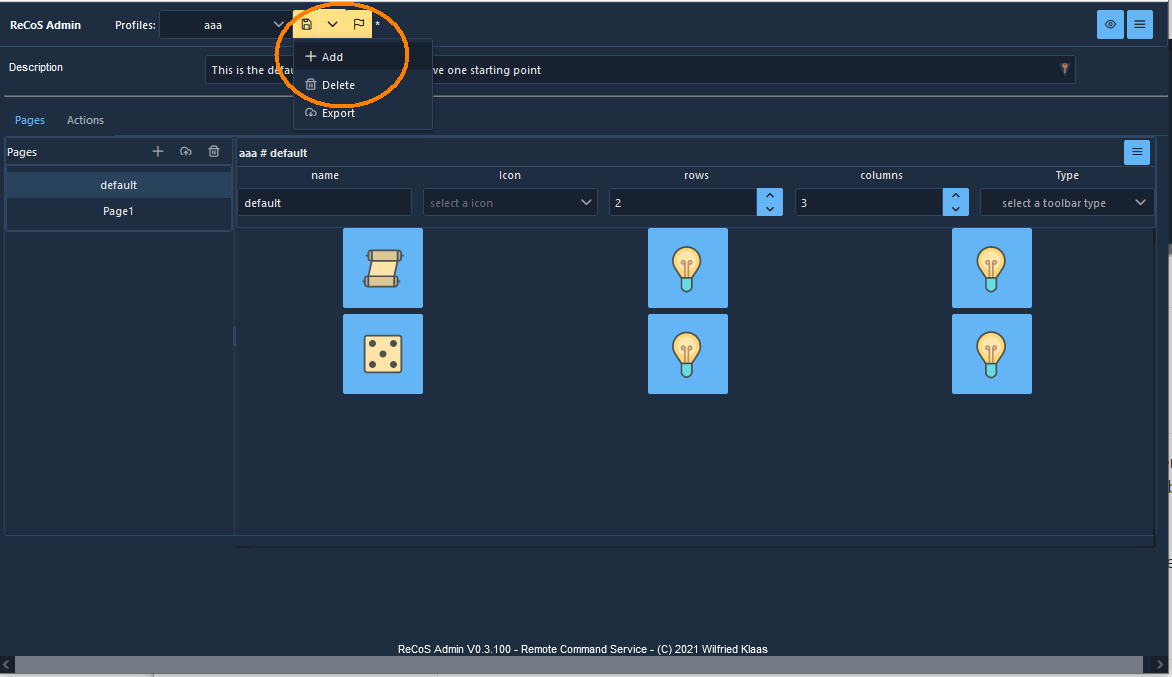 ReCoS Admin Profiles: aaa *
Add
Description This is the defa ve one starting point
Delete
Export
Pages Actions
Pages
aaa # default
name Icon rows columns Type
default
default select a icon 2 3 select a toolbar type
Page1
ReCoS Admin V0.3.100 - Remote Command Service - (C) 2021 Wilfried Klaas